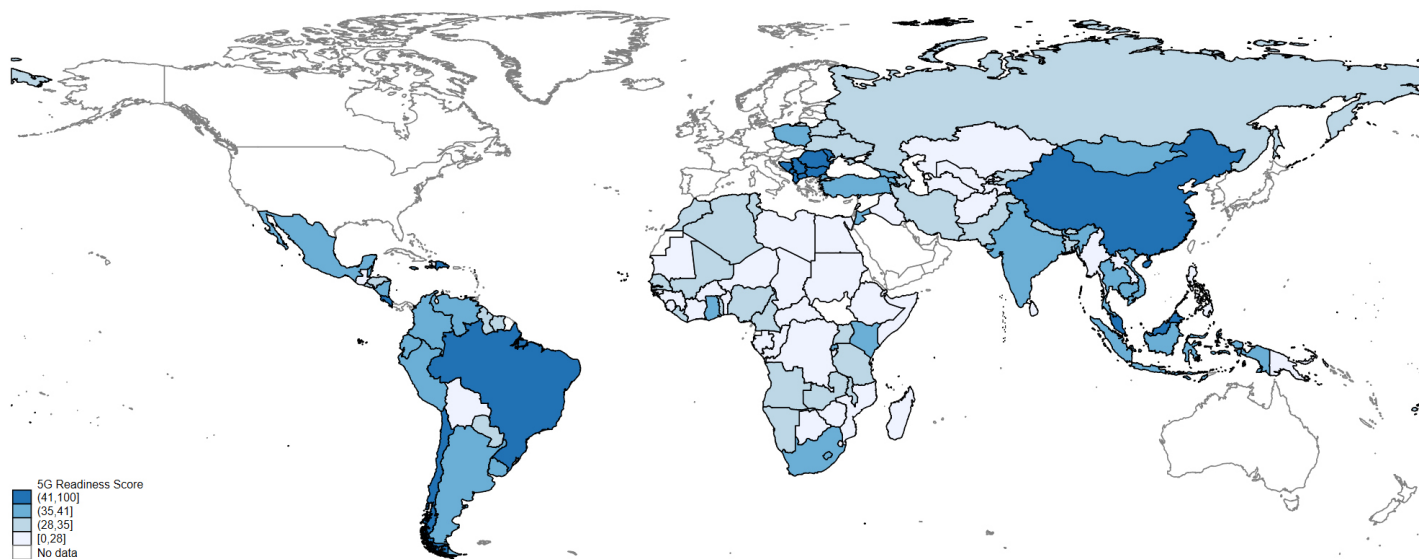 5G Readiness Score
(41,100]
(35,41]
(28,35]
[0,28]
No data